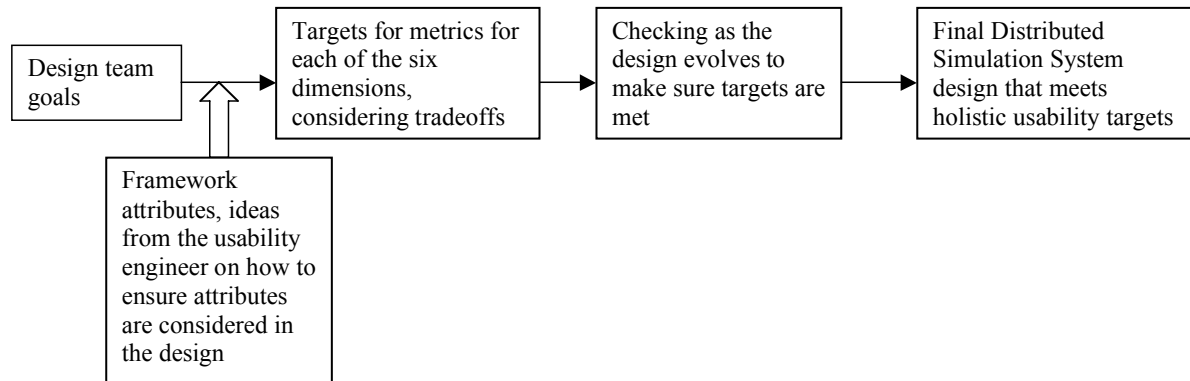 Design team
goals
Targets for metrics for
each of the six
dimensions,
considering tradeoffs
Checking as the
design evolves to
make sure targets are
met
Final Distributed
Simulation System
design that meets
holistic usability targets
Framework
attributes, ideas
from the usability
engineer on how to
ensure attributes
are considered in
the design